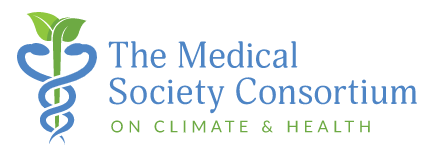 The Medical
Society Consortium
ON CLIMATE & HEALTH